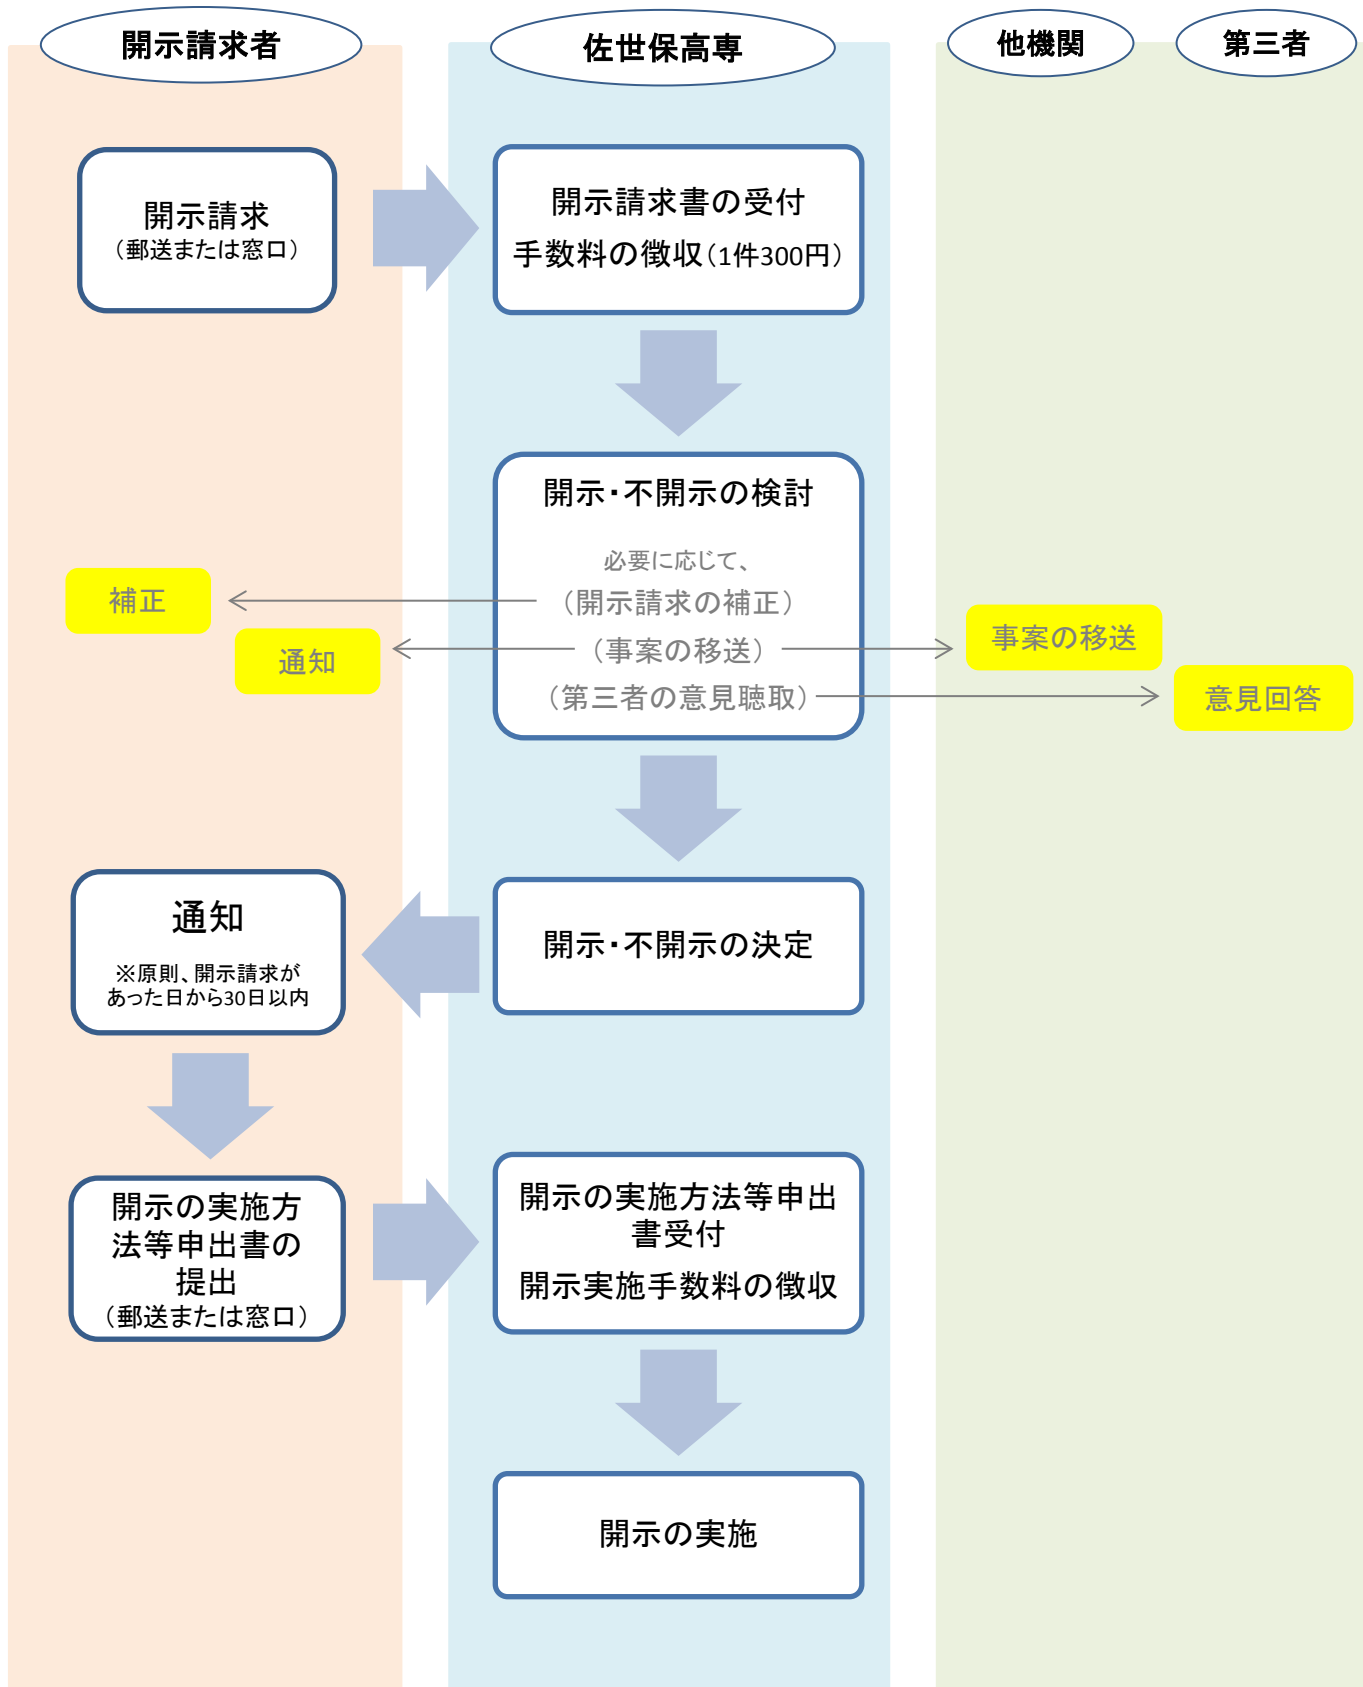 開示請求者
佐世保高専
他機関
第三者
開示請求
（郵送または窓口）
開示請求書の受付
手数料の徴収（1件300円）
開示・不開示の検討
必要に応じて、
（開示請求の補正）
（事案の移送）
（第三者の意見聴取）
補正
通知
事案の移送
意見回答
開示・不開示の決定
通知
※原則、開示請求が
あった日から30日以内
開示の実施方
法等申出書の
提出
（郵送または窓口）
開示の実施方法等申出
書受付
開示実施手数料の徴収
開示の実施